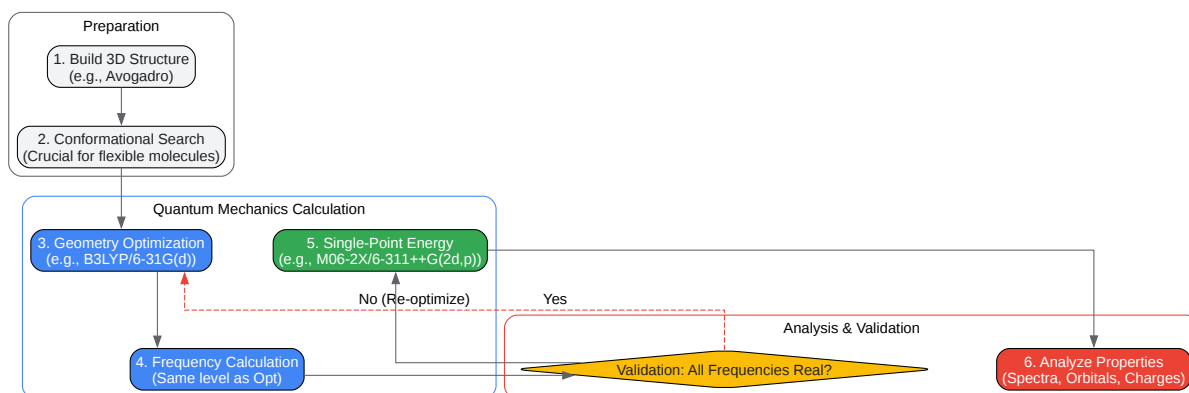 Preparation
1. Build 3D Structure
(e.g., Avogadro)
2. Conformational Search
(Crucial for flexible molecules)
Quantum Mechanics Calculation
3. Geometry Optimization
(e.g., B3LYP/6-31G(d))
5. Single-Point Energy
(e.g., M06-2X/6-311++G(2d,p))
No (Re-optimize)
Yes
Analysis & Validation
4. Frequency Calculation
(Same level as Opt)
Validation: All Frequencies Real?
6. Analyze Properties
(Spectra, Orbitals, Charges)